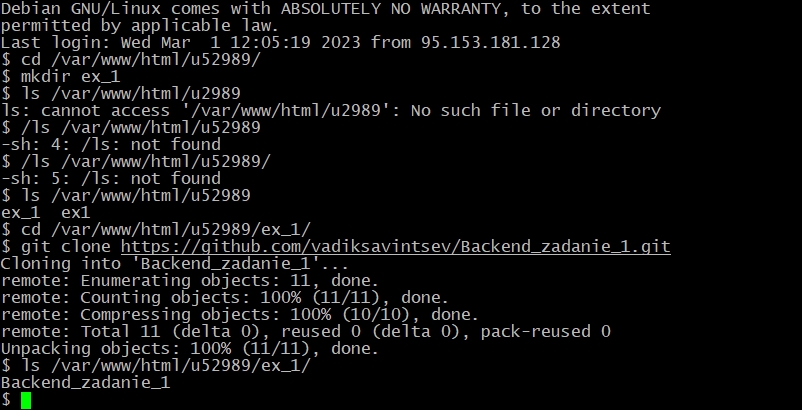 Debian GNU/Linux comes with ABSOLUTELY NO WARRANTY, to the extent
permitted by applicable law.
Last login: Wed Mar  1 12:05:19 2023 from 95.153.181.128
$ cd /var/www/html/u52989/
$ mkdir ex_1
$ ls /var/www/html/u2989
ls: cannot access '/var/www/html/u2989': No such file or directory
$ /ls /var/www/html/u52989
-sh: 4: /ls: not found
$ /ls /var/www/html/u52989/
-sh: 5: /ls: not found
$ ls /var/www/html/u52989
ex_1  ex1
$ cd /var/www/html/u52989/ex_1/
$ git clone https://github.com/vadiksavintsev/Backend_zadanie_1.git
Cloning into 'Backend_zadanie_1'...
remote: Enumerating objects: 11, done.
remote: Counting objects: 100% (11/11), done.
remote: Compressing objects: 100% (10/10), done.
remote: Total 11 (delta 0), reused 0 (delta 0), pack-reused 0
Unpacking objects: 100% (11/11), done.
$ ls /var/www/html/u52989/ex_1/
Backend_zadanie_1
$